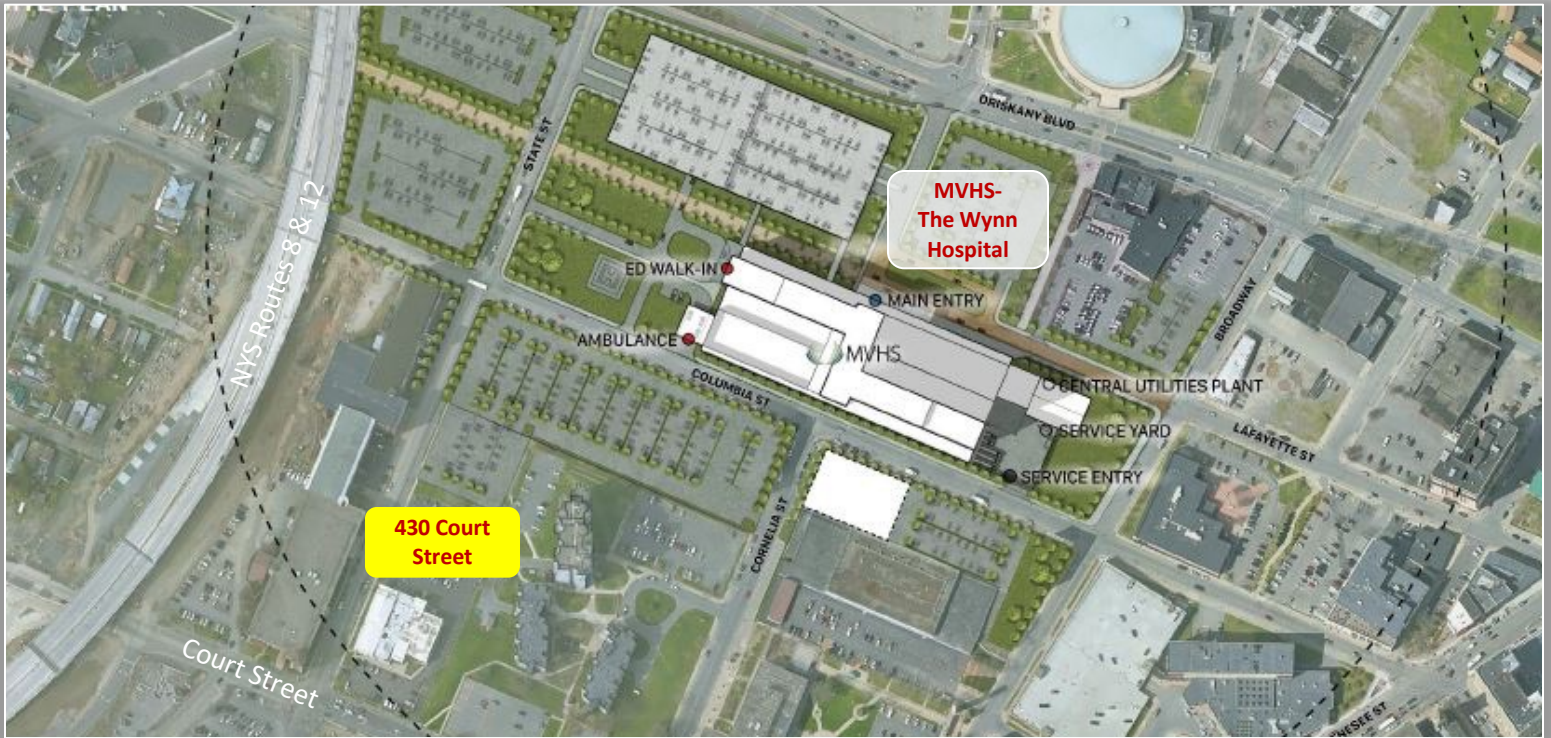 ORISKANY BLVD
STATE ST
MVHS-
The Wynn
Hospital
NYS Routes 8 & 12
ED WALK-IN
MAIN ENTRY
BROADWAY
AMBULANCE
MVHS
COLUMBIA ST
CENTRAL UTILITIES PLANT
LAFAYETTE ST
SERVICE YARD
SERVICE ENTRY
430 Court
Street
CORNELIA ST
Court Street